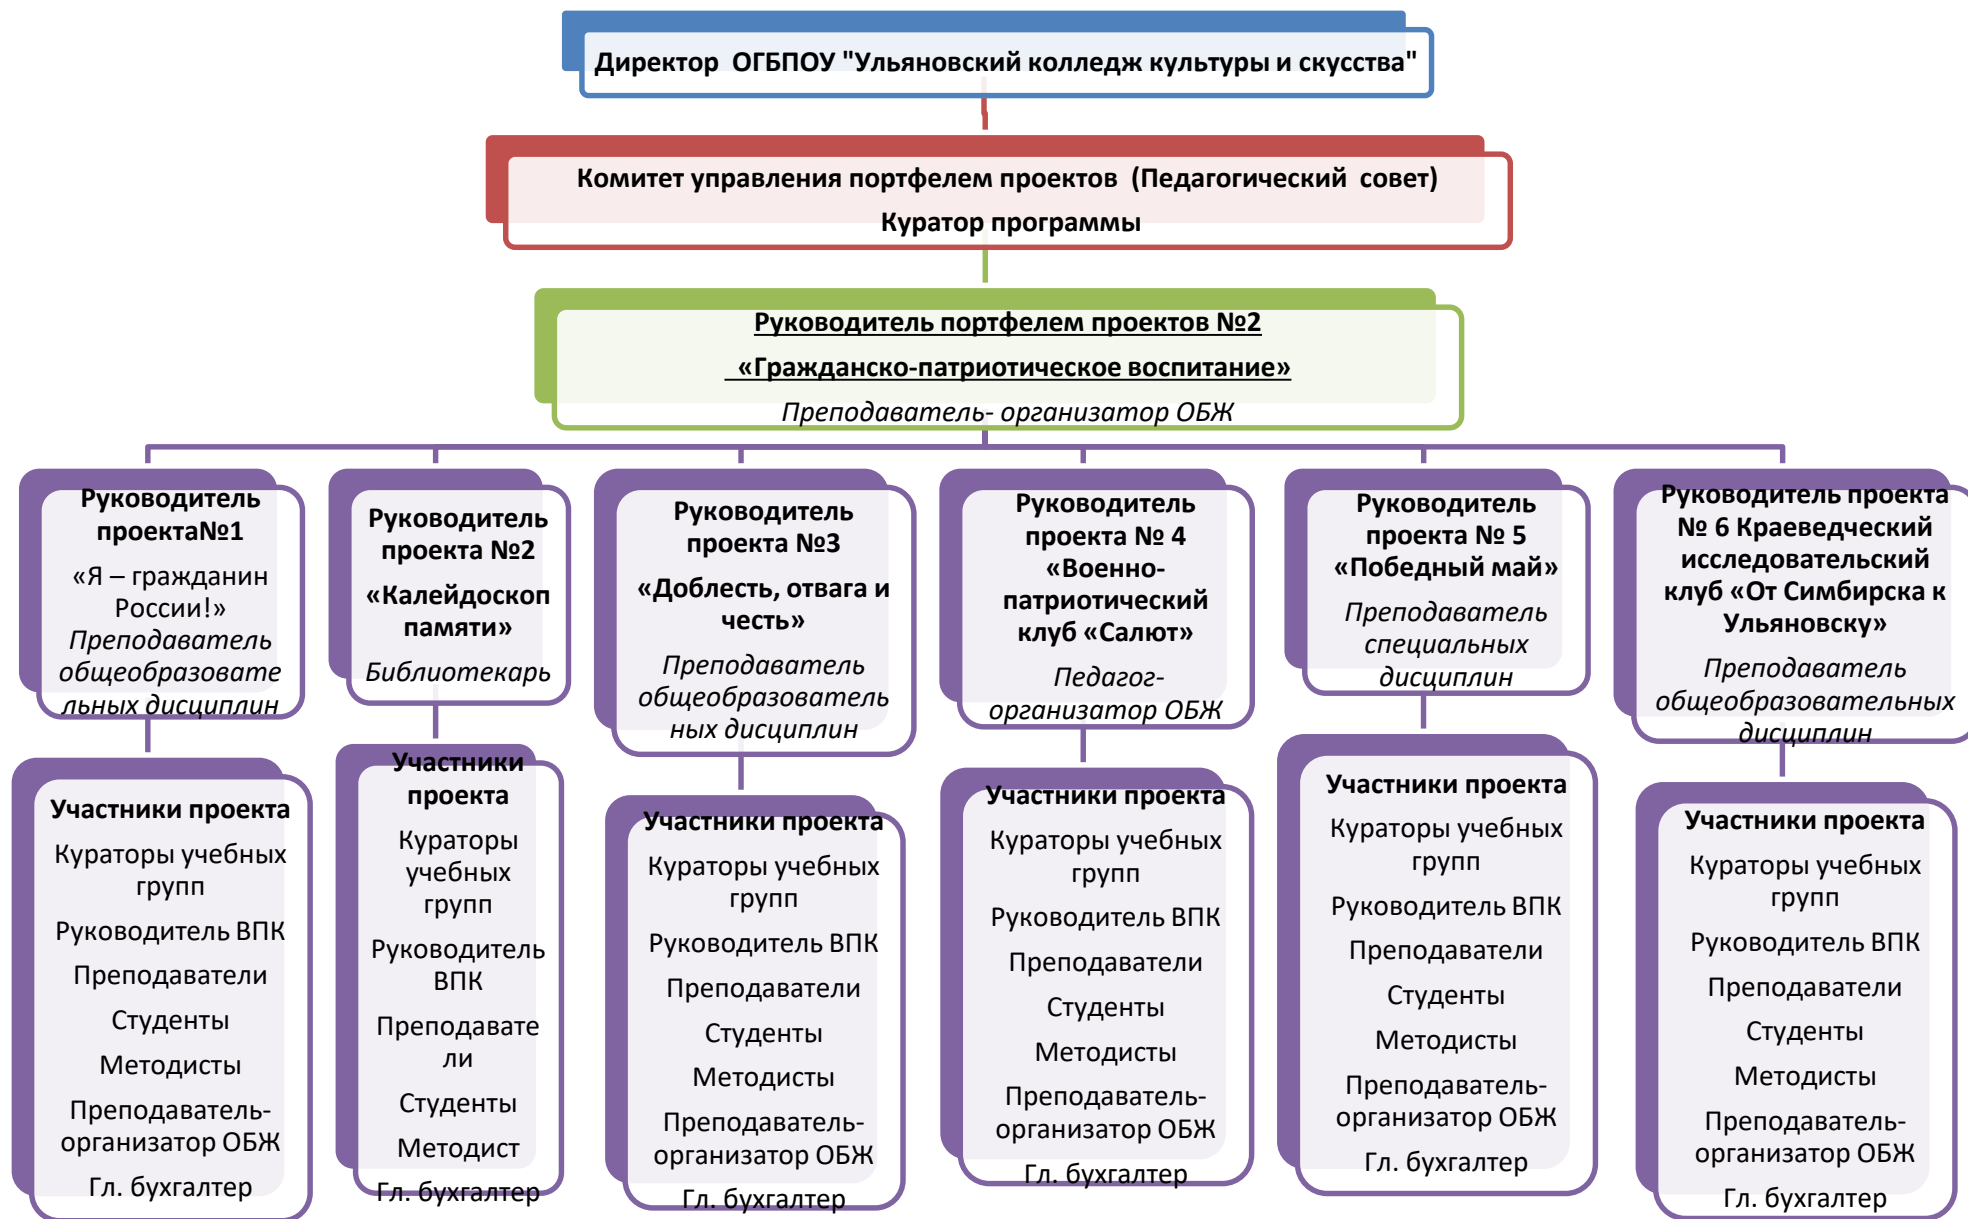 Директор ОГБПОУ "Ульяновский колледж культуры и скусства"
Комитет управления портфелем проектов (Педагогический совет)
Куратор программы
Руководитель портфелем проектов №2
«Гражданско-патриотическое воспитание»
Преподаватель- организатор ОБЖ
Руководитель
проекта№1
«Я – гражданин
России!»
Преподаватель
общеобразовате
льных дисциплин
Руководитель
проекта №2
«Калейдоскоп
памяти»
Библиотекарь
Руководитель
проекта №3
«Доблесть, отвага и
честь»
Преподаватель
общеобразователь
ных дисциплин
Руководитель
проекта № 4
«Военно-
патриотический
клуб «Салют»
Педагог-
организатор ОБЖ
Руководитель
проекта № 5
«Победный май»
Преподаватель
специальных
дисциплин
Руководитель проекта
№ 6 Краеведческий
исследовательский
клуб «От Симбирска к
Ульяновску»
Преподаватель
общеобразовательных
дисциплин
Участники проекта
Кураторы учебных
групп
Руководитель ВПК
Преподаватели
Студенты
Методисты
Преподаватель-
организатор ОБЖ
Гл. бухгалтер
Участники
проекта
Кураторы
учебных
групп
Руководитель
ВПК
Преподавате
ли
Студенты
Методист
Гл. бухгалтер
Участники проекта
Кураторы учебных
групп
Руководитель ВПК
Преподаватели
Студенты
Методисты
Преподаватель-
организатор ОБЖ
Гл. бухгалтер
Участники проекта
Кураторы учебных
групп
Руководитель ВПК
Преподаватели
Студенты
Методисты
Преподаватель-
организатор ОБЖ
Гл. бухгалтер
Участники проекта
Кураторы учебных
групп
Руководитель ВПК
Преподаватели
Студенты
Методисты
Преподаватель-
организатор ОБЖ
Гл. бухгалтер
Участники проекта
Кураторы учебных
групп
Руководитель ВПК
Преподаватели
Студенты
Методисты
Преподаватель-
организатор ОБЖ
Гл. бухгалтер